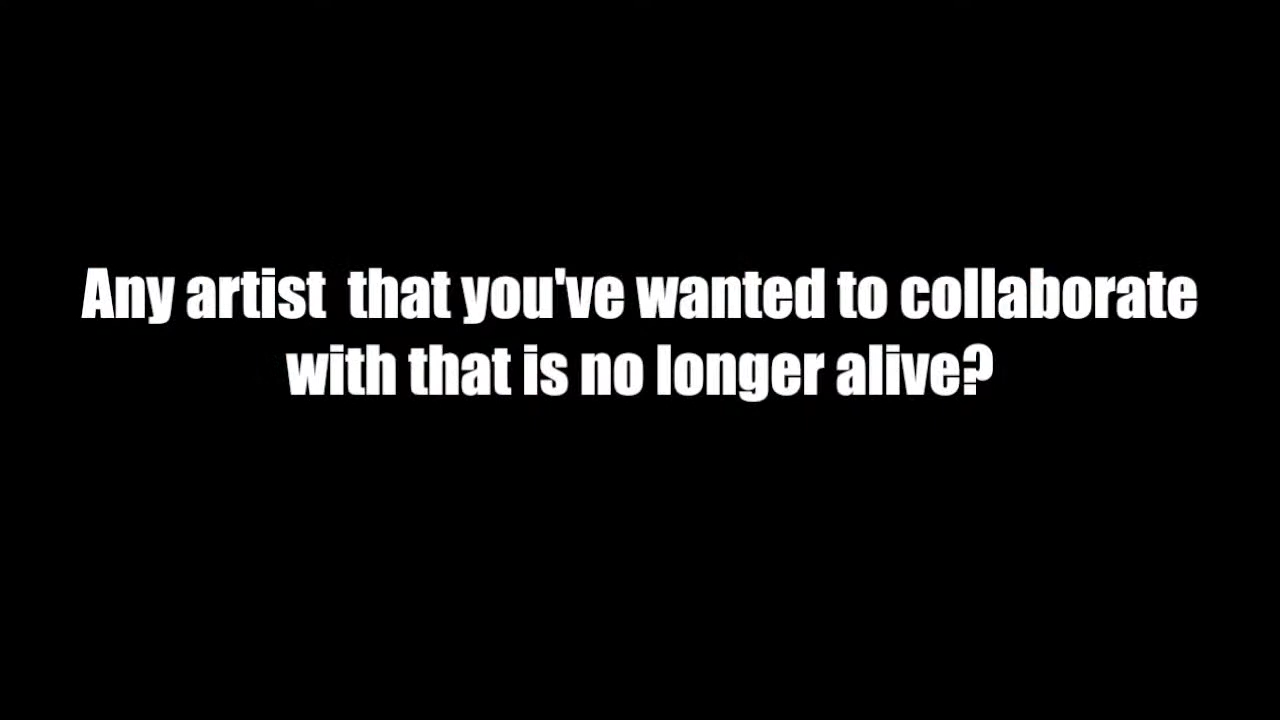 Any artist  that you've wanted to collaborate
with that is no longer alive?